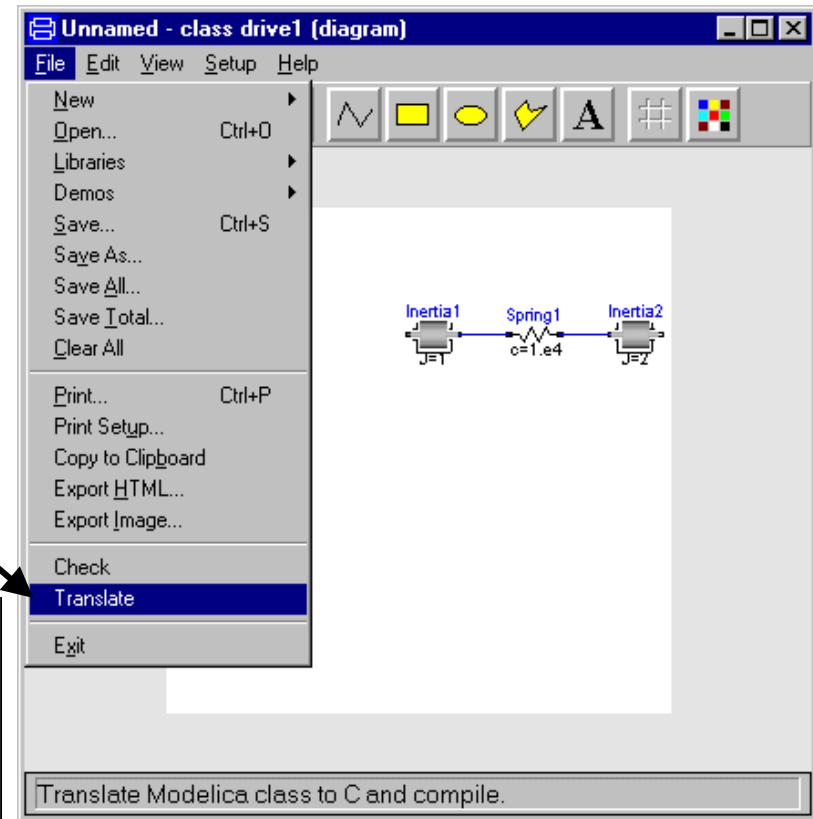 Unnamed - class drive1 (diagram)
File Edit View Setup Help
A
New
Open... Ctrl+O
Libraries
Demos
Save... Ctrl+S
Save As...
Save All...
Save Total...
Clear All
Print... Ctrl+P
Print Setup...
Copy to Clipboard
Export HTML...
Export Image...
Check
Translate
Exit
Inertia1 Spring1 Inertia2
J=1 c=1.e4 J=2
Translate Modelica class to C and compile.